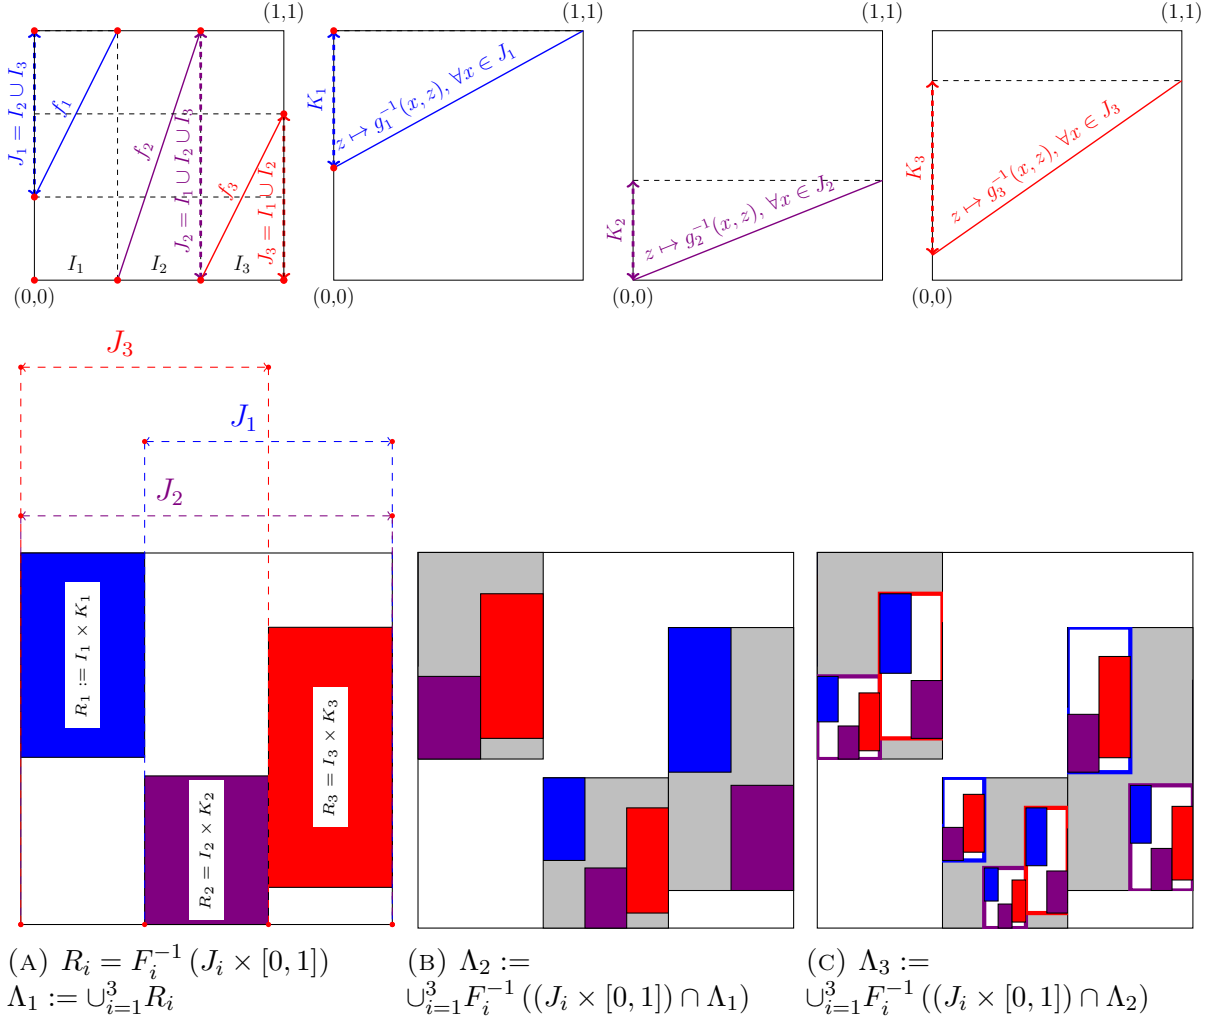 (1,1)
(1,1)
(1,1)
(1,1)
J₁ = I₂ ∪ I₃
f₁
f₂
J₂ = I₁ ∪ I₂ ∪ I₃
f₃
J₃ = I₁ ∪ I₂
I₁
I₂
I₃
K₁
z ↦ g₁⁻¹(x, z), ∀x ∈ J₁
K₂
z ↦ g₂⁻¹(x, z), ∀x ∈ J₂
K₃
z ↦ g₃⁻¹(x, z), ∀x ∈ J₃
(0,0)
(0,0)
(0,0)
(0,0)
J₃
J₁
J₂
R₁ := I₁ × K₁
R₂ = I₂ × K₂
R₃ = I₃ × K₃
(A) Rᵢ = Fᵢ⁻¹ (Jᵢ × [0, 1])
Λ₁ := ∪³ᵢ₌₁Rᵢ
(B) Λ₂ :=
∪³ᵢ₌₁Fᵢ⁻¹ ((Jᵢ × [0, 1]) ∩ Λ₁)
(C) Λ₃ :=
∪³ᵢ₌₁Fᵢ⁻¹ ((Jᵢ × [0, 1]) ∩ Λ₂)